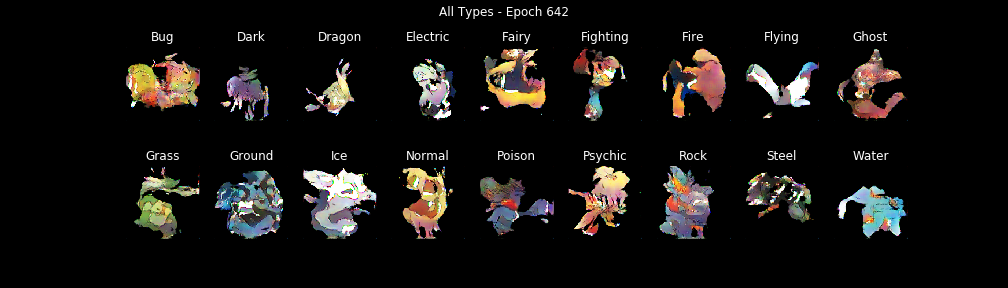 All Types - Epoch 642
Bug Dark Dragon Electric Fairy Fighting Fire Flying Ghost
Grass Ground Ice Normal Poison Psychic Rock Steel Water